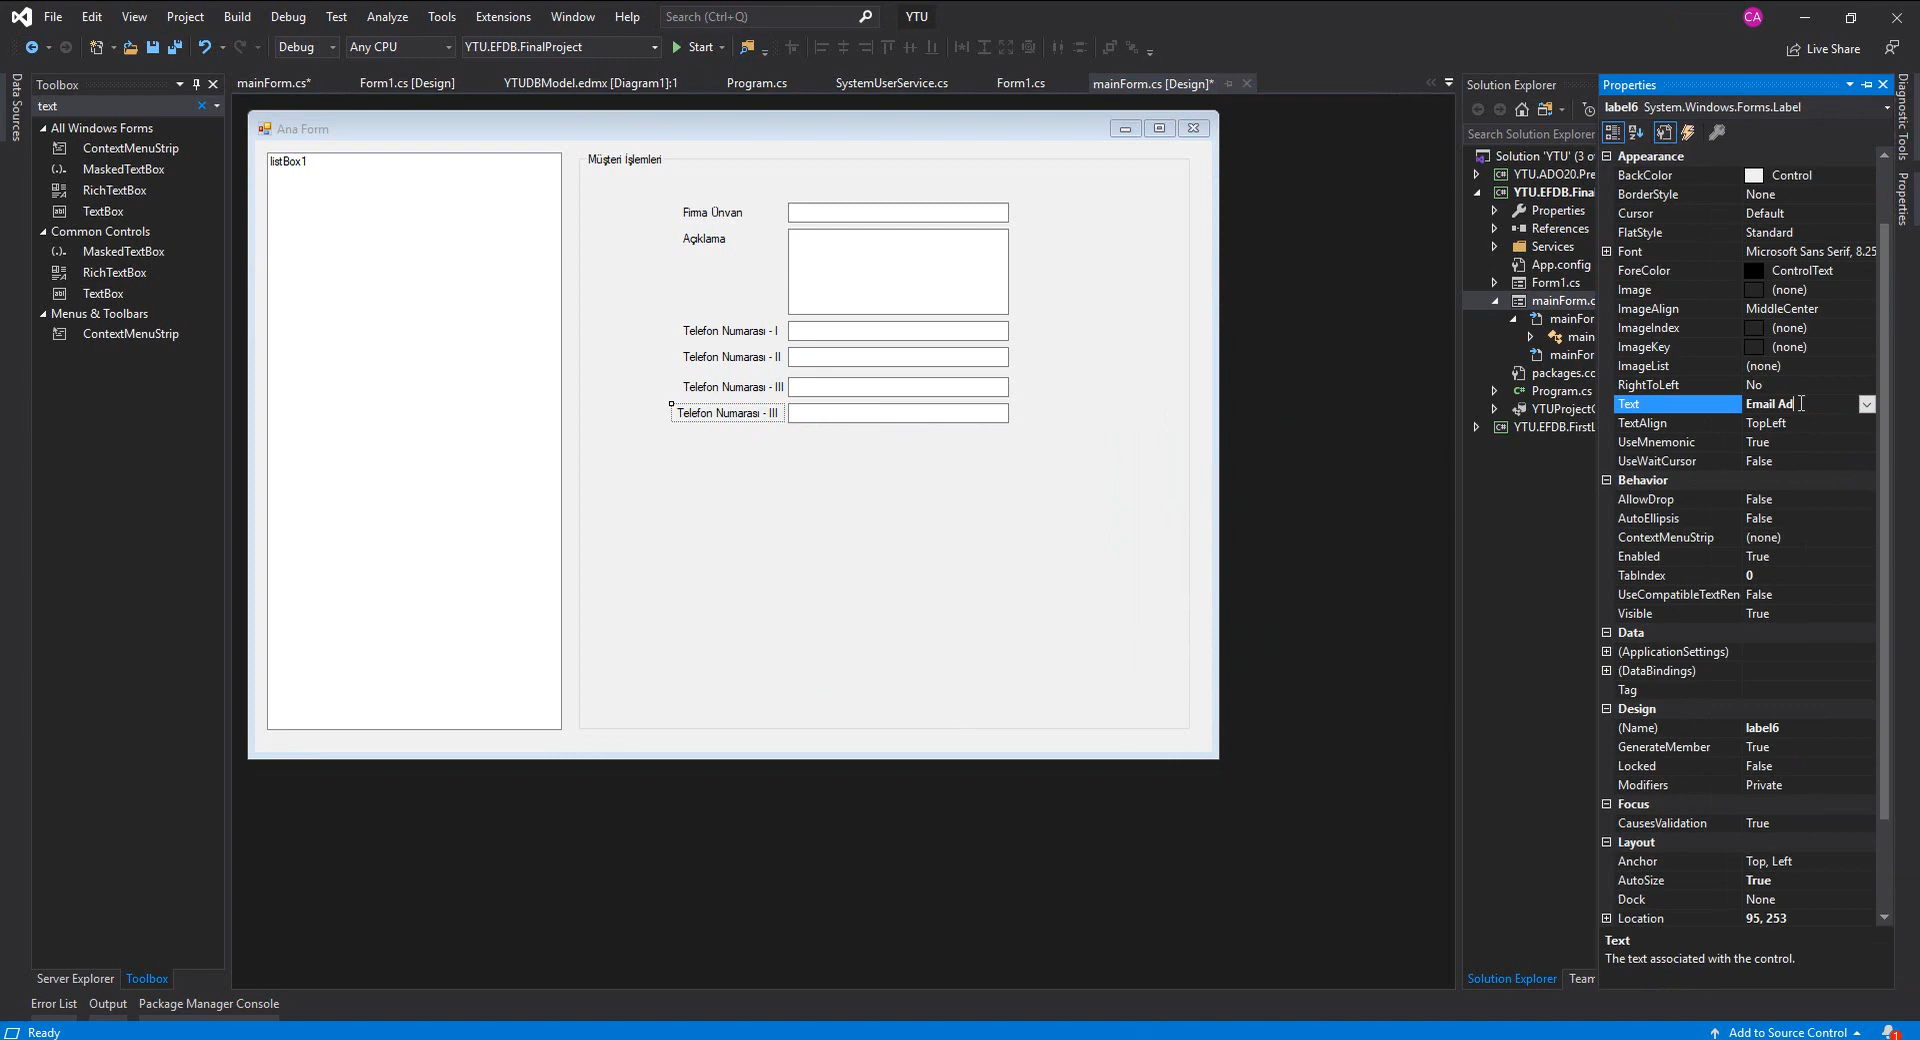 File Edit View Project Build Debug Test Analyze Tools Extensions Window Help Search (Ctrl+Q) YTU CA
Debug Any CPU YTU.EFDB.FinalProject Start Live Share
Data Sources
Toolbox
text
All Windows Forms
ContextMenuStrip
MaskedTextBox
RichTextBox
TextBox
Common Controls
MaskedTextBox
RichTextBox
TextBox
Menus & Toolbars
ContextMenuStrip
Server Explorer Toolbox
mainForm.cs* Form1.cs [Design] YTUDBModel.edmx [Diagram1]:1 Program.cs SystemUserService.cs Form1.cs mainForm.cs [Design]*
Ana Form
listBox1
Müşteri İşlemleri
Firma Ünvan
Açıklama
Telefon Numarası - I
Telefon Numarası - II
Telefon Numarası - III
Telefon Numarası - III
Solution Explorer
Search Solution Explorer
Solution 'YTU' (3 o
YTU.ADO20.Pre
YTU.EFDB.Fina
Properties
References
Services
App.config
Form1.cs
mainForm.c
mainFor
main
mainFor
packages.co
Program.cs
YTUProjectC
YTU.EFDB.FirstL
Solution Explorer Team
Properties
label6 System.Windows.Forms.Label
Appearance
BackColor Control
BorderStyle None
Cursor Default
FlatStyle Standard
Font Microsoft Sans Serif, 8.25
ForeColor ControlText
Image (none)
ImageAlign MiddleCenter
ImageIndex (none)
ImageKey (none)
ImageList (none)
RightToLeft No
Text Email Ad
TextAlign TopLeft
UseMnemonic True
UseWaitCursor False
Behavior
AllowDrop False
AutoEllipsis False
ContextMenuStrip (none)
Enabled True
TabIndex 0
UseCompatibleTextRen False
Visible True
Data
(ApplicationSettings)
(DataBindings)
Tag
Design
(Name) label6
GenerateMember True
Locked False
Modifiers Private
Focus
CausesValidation True
Layout
Anchor Top, Left
AutoSize True
Dock None
Location 95, 253
Text
The text associated with the control.
Diagnostic Tools
Properties
Error List Output Package Manager Console
Ready Add to Source Control 1